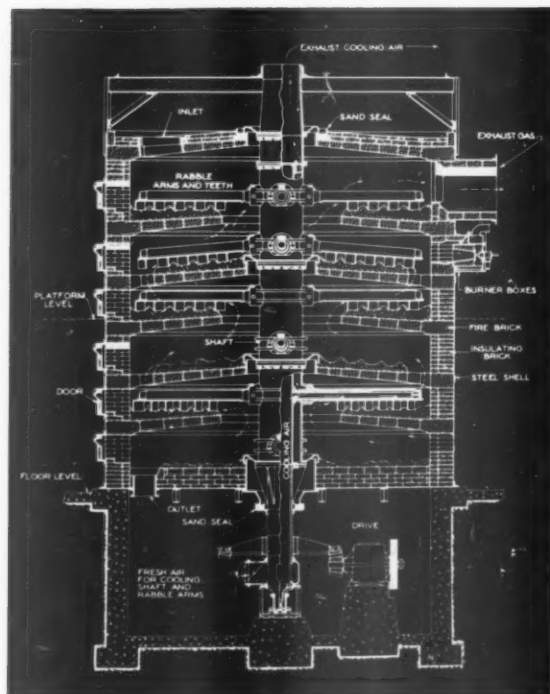 EXHAUST COOLING AIR
INLET
SAND SEAL
EXHAUST GAS
RABBLE
ARMS AND TEETH
BURNER BOXES
PLATFORM
LEVEL
FIRE BRICK
SHAFT
INSULATING
BRICK
STEEL SHELL
DOOR
COOLING AIR
FLOOR LEVEL
OUTLET
SAND SEAL
DRIVE
FRESH AIR
FOR COOLING
SHAFT AND
RABBLE ARMS